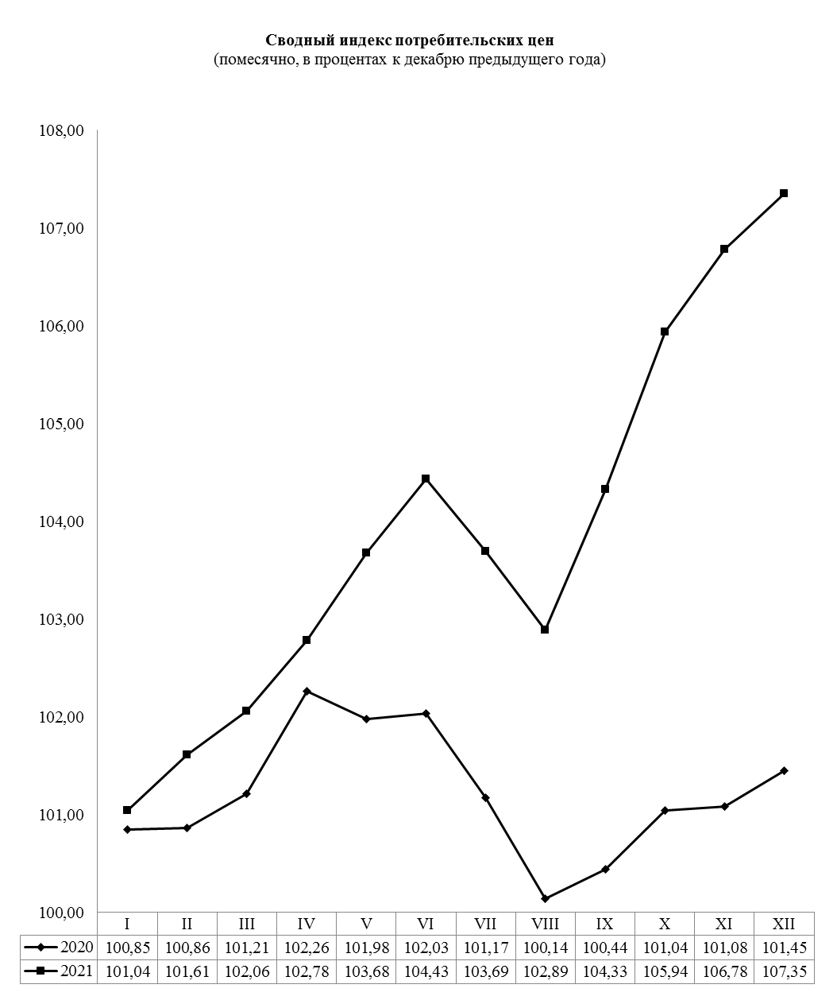 Сводный индекс потребительских цен
(помесячно, в процентах к декабрю предыдущего года)
108,00
107,00
106,00
105,00
104,00
103,00
102,00
101,00
100,00
I II III IV V VI VII VIII IX X XI XII
2020 100,85 100,86 101,21 102,26 101,98 102,03 101,17 100,14 100,44 101,04 101,08 101,45
2021 101,04 101,61 102,06 102,78 103,68 104,43 103,69 102,89 104,33 105,94 106,78 107,35